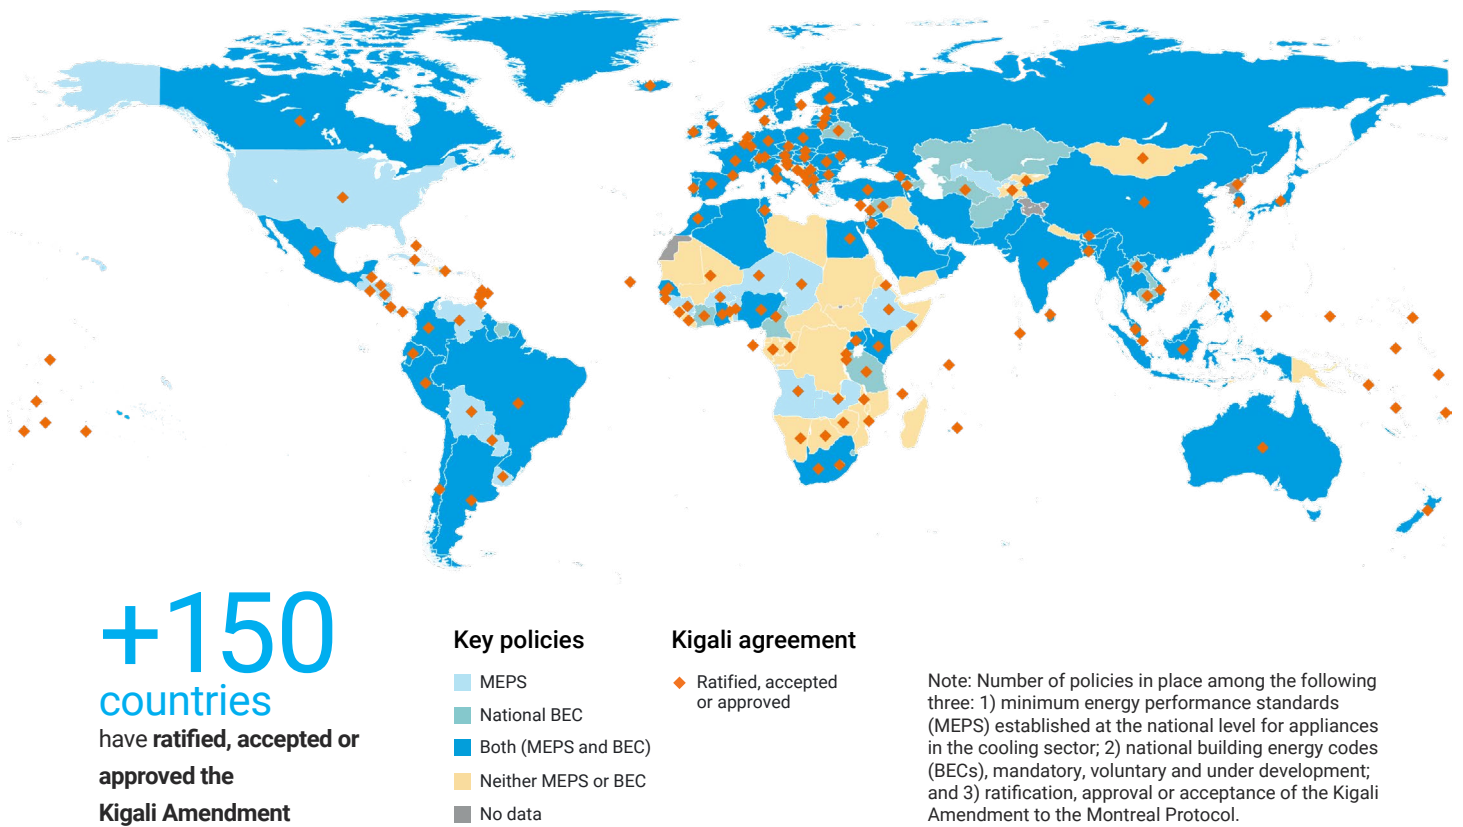 +150
countries
have ratified, accepted or
approved the
Kigali Amendment
Key policies
MEPS
National BEC
Both (MEPS and BEC)
Neither MEPS or BEC
No data
Kigali agreement
Ratified, accepted
or approved
Note: Number of policies in place among the following
three: 1) minimum energy performance standards
(MEPS) established at the national level for appliances
in the cooling sector; 2) national building energy codes
(BECs), mandatory, voluntary and under development;
and 3) ratification, approval or acceptance of the Kigali
Amendment to the Montreal Protocol.